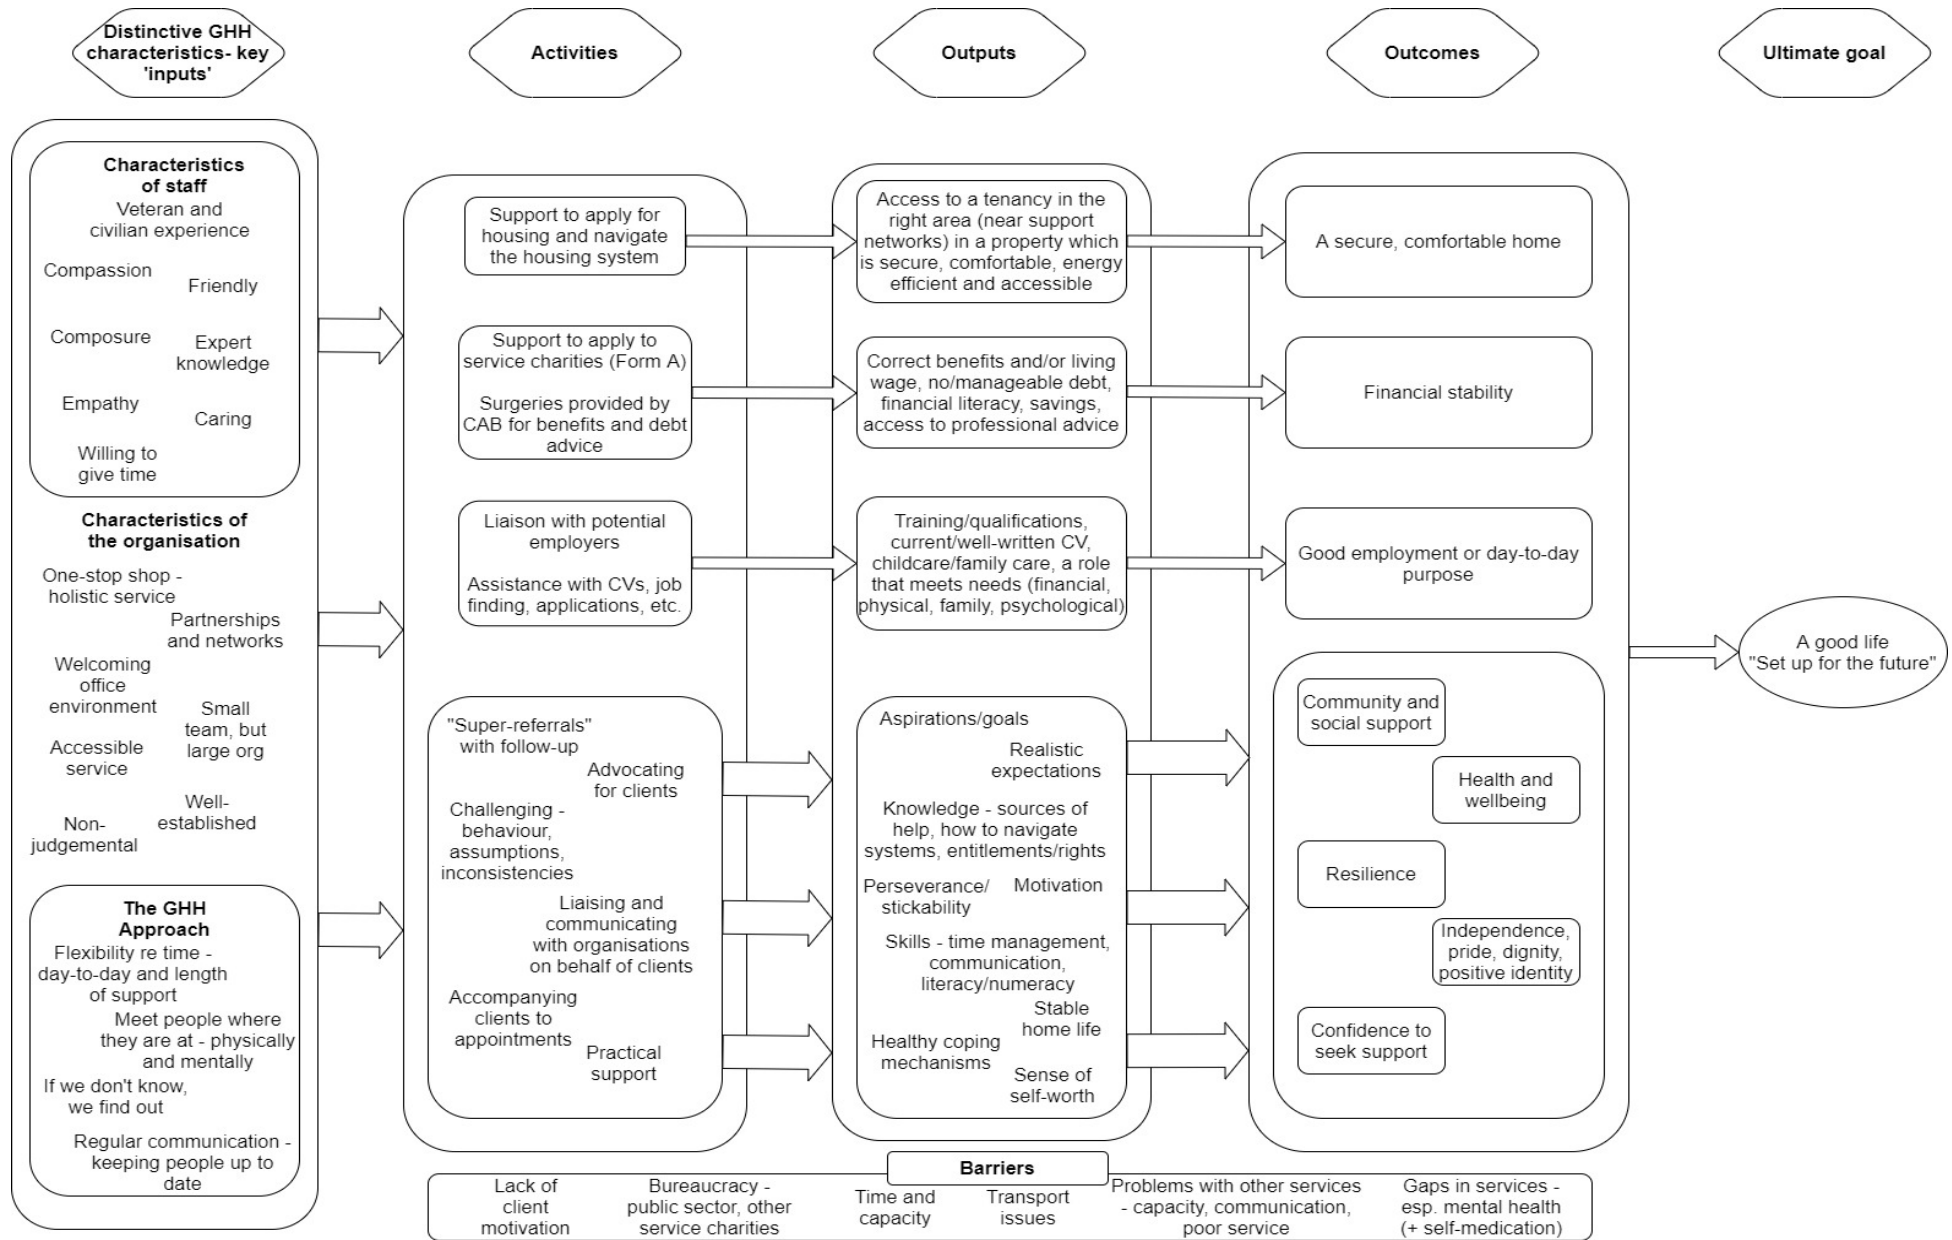 Distinctive GHH
characteristics- key
'inputs'
Activities
Outputs
Outcomes
Ultimate goal
Characteristics
of staff
Veteran and
civilian experience
Compassion
Friendly
Composure
Expert
knowledge
Empathy
Caring
Willing to
give time
Characteristics of
the organisation
One-stop shop -
holistic service
Partnerships
and networks
Welcoming
office
environment
Small
team, but
large org
Accessible
service
Well-
established
Non-
judgemental
The GHH
Approach
Flexibility re time -
day-to-day and length
of support
Meet people where
they are at - physically
and mentally
If we don't know,
we find out
Regular communication -
keeping people up to
date
Support to apply for
housing and navigate
the housing system
Support to apply to
service charities (Form A)
Surgeries provided by
CAB for benefits and debt
advice
Liaison with potential
employers
Assistance with CVs, job
finding, applications, etc.
"Super-referrals"
with follow-up
Advocating
for clients
Challenging -
behaviour,
assumptions,
inconsistencies
Liaising and
communicating
with organisations
on behalf of clients
Accompanying
clients to
appointments
Practical
support
Access to a tenancy in the
right area (near support
networks) in a property which
is secure, comfortable, energy
efficient and accessible
Correct benefits and/or living
wage, no/manageable debt,
financial literacy, savings,
access to professional advice
Training/qualifications,
current/well-written CV,
childcare/family care, a role
that meets needs (financial,
physical, family, psychological)
Aspirations/goals
Realistic
expectations
Knowledge - sources of
help, how to navigate
systems, entitlements/rights
Perseverance/
stickability
Motivation
Skills - time management,
communication,
literacy/numeracy
Stable
home life
Healthy coping
mechanisms
Sense of
self-worth
A secure, comfortable home
Financial stability
Good employment or day-to-day
purpose
Community and
social support
Health and
wellbeing
Resilience
Independence,
pride, dignity,
positive identity
Confidence to
seek support
A good life
"Set up for the future"
Barriers
Lack of
client
motivation
Bureaucracy -
public sector, other
service charities
Time and
capacity
Transport
issues
Problems with other services
- capacity, communication,
poor service
Gaps in services -
esp. mental health
(+ self-medication)